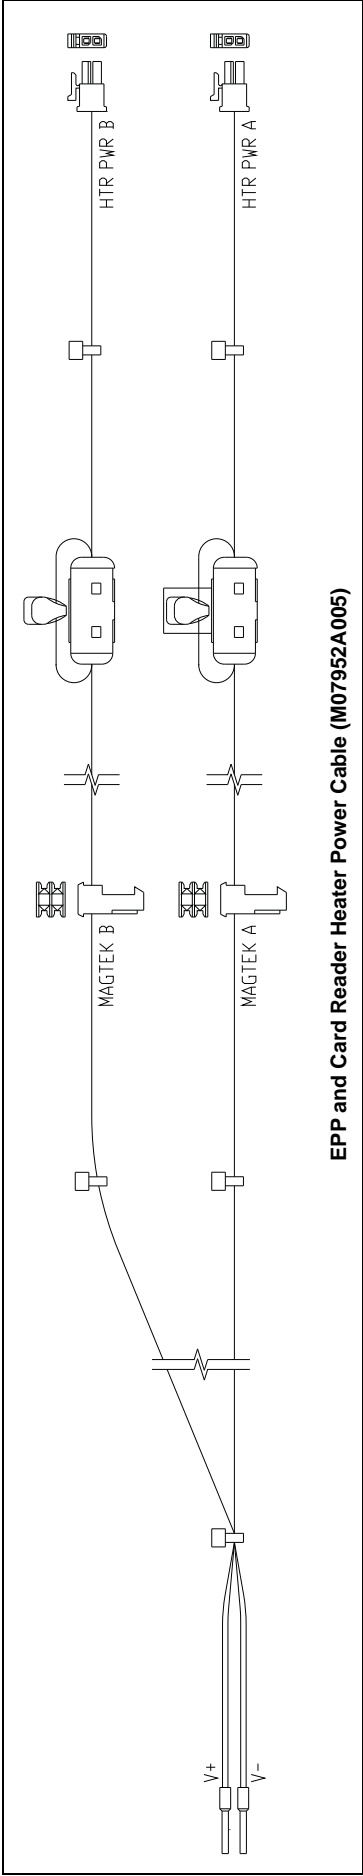 HTR PWR B
HTR PWR A
MAGTEK B
MAGTEK A
V+
V-
EPP and Card Reader Heater Power Cable (M07952A005)